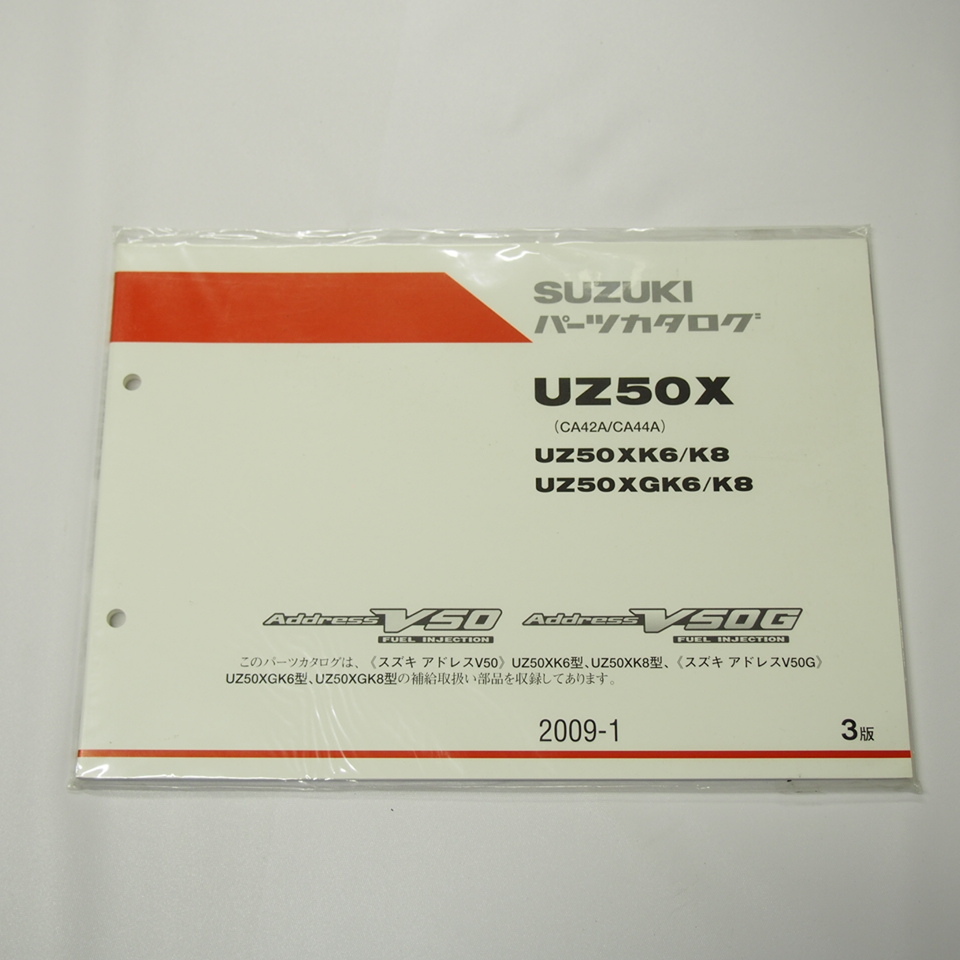 SUZUKI
パーツカタログ
UZ50X
(CA42A/CA44A)
UZ50XK6/K8
UZ50XGK6/K8
Address V50 Address V50G
FUEL INJECTION FUEL INJECTION
このパーツカタログは、《スズキ アドレスV50》UZ50XK6型、UZ50XK8型、《スズキ アドレスV50G》
UZ50XGK6型、UZ50XGK8型の補給取扱い部品を収録してあります。
2009-1 3版